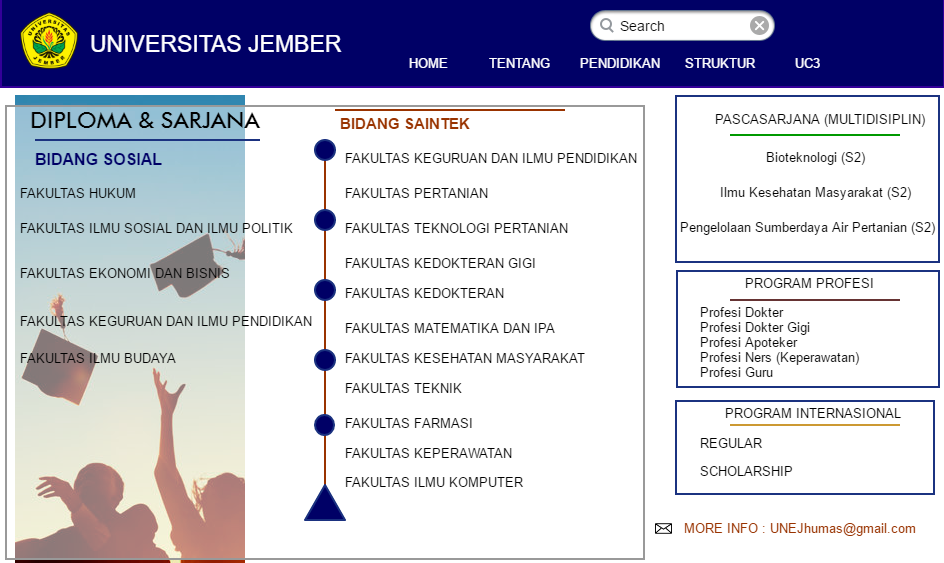 UNIVERSITAS JEMBER
JEMBER
Search
HOME TENTANG PENDIDIKAN STRUKTUR UC3
DIPLOMA & SARJANA
BIDANG SOSIAL
FAKULTAS HUKUM
FAKULTAS ILMU SOSIAL DAN ILMU POLITIK
FAKULTAS EKONOMI DAN BISNIS
FAKULTAS KEGURUAN DAN ILMU PENDIDIKAN
FAKULTAS ILMU BUDAYA
BIDANG SAINTEK
FAKULTAS KEGURUAN DAN ILMU PENDIDIKAN
FAKULTAS PERTANIAN
FAKULTAS TEKNOLOGI PERTANIAN
FAKULTAS KEDOKTERAN GIGI
FAKULTAS KEDOKTERAN
FAKULTAS MATEMATIKA DAN IPA
FAKULTAS KESEHATAN MASYARAKAT
FAKULTAS TEKNIK
FAKULTAS FARMASI
FAKULTAS KEPERAWATAN
FAKULTAS ILMU KOMPUTER
PASCASARJANA (MULTIDISIPLIN)
Bioteknologi (S2)
Ilmu Kesehatan Masyarakat (S2)
Pengelolaan Sumberdaya Air Pertanian (S2)
PROGRAM PROFESI
Profesi Dokter
Profesi Dokter Gigi
Profesi Apoteker
Profesi Ners (Keperawatan)
Profesi Guru
PROGRAM INTERNASIONAL
REGULAR
SCHOLARSHIP
MORE INFO : UNEJhumas@gmail.com